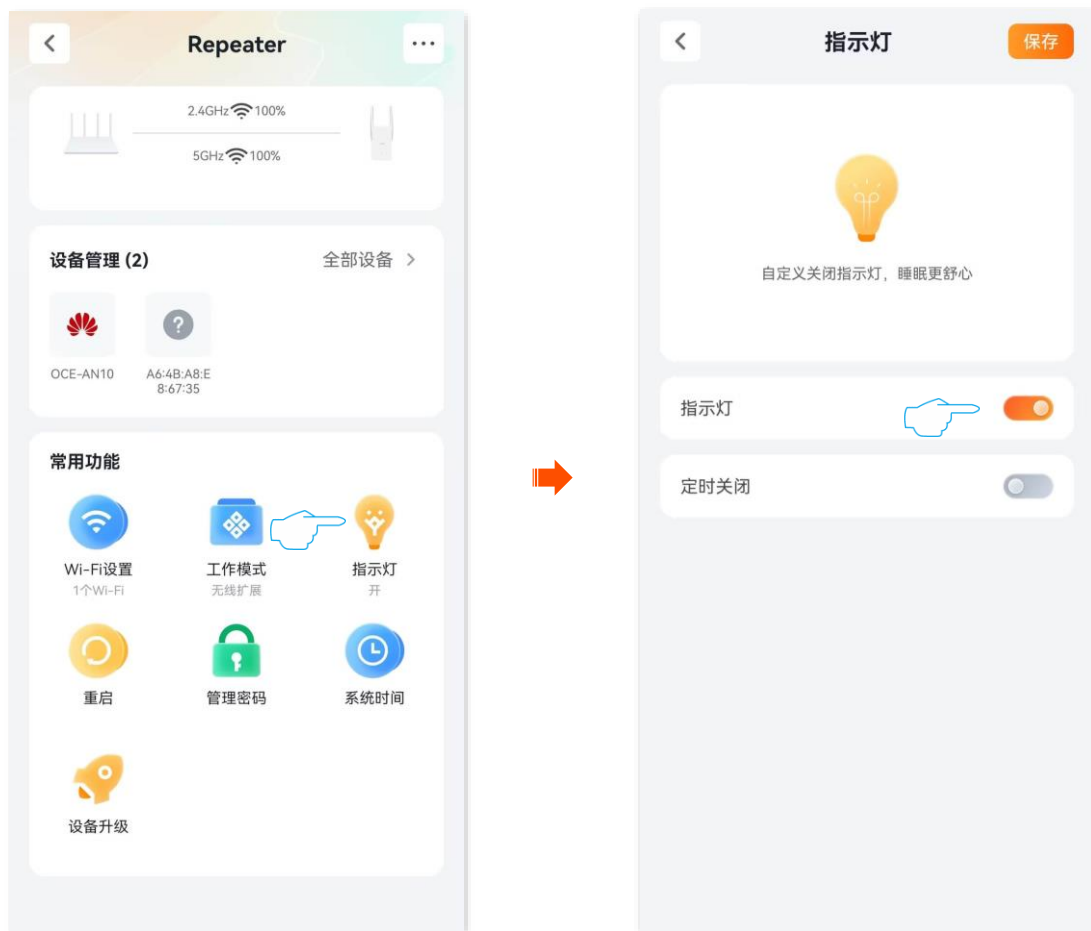 Repeater
2.4GHz 100%
5GHz 100%
设备管理 (2)
全部设备
OCE-AN10
A6:4B:A8:E
8:67:35
常用功能
Wi-Fi设置
工作模式
指示灯
1个Wi-Fi
无线扩展
开
重启
管理密码
系统时间
设备升级
指示灯
保存
自定义关闭指示灯，睡眠更舒心
指示灯
定时关闭